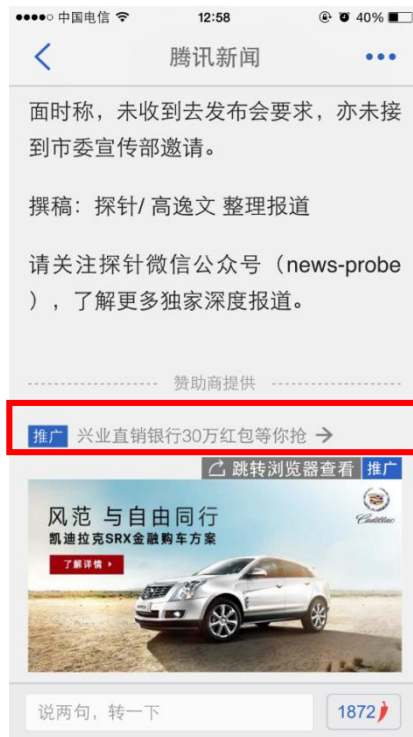 中国电信 12:58 40%
腾讯新闻
面时称，未收到去发布会要求，亦未接
到市委宣传部邀请。
撰稿：探针/ 高逸文 整理报道
请关注探针微信公众号（news-probe
），了解更多独家深度报道。
赞助商提供
推广 兴业直销银行30万红包等你抢 →
跳转浏览器查看 推广
风范 与自由同行
Cadillac
凯迪拉克SRX金融购车方案
了解详情
说两句，转一下 1872